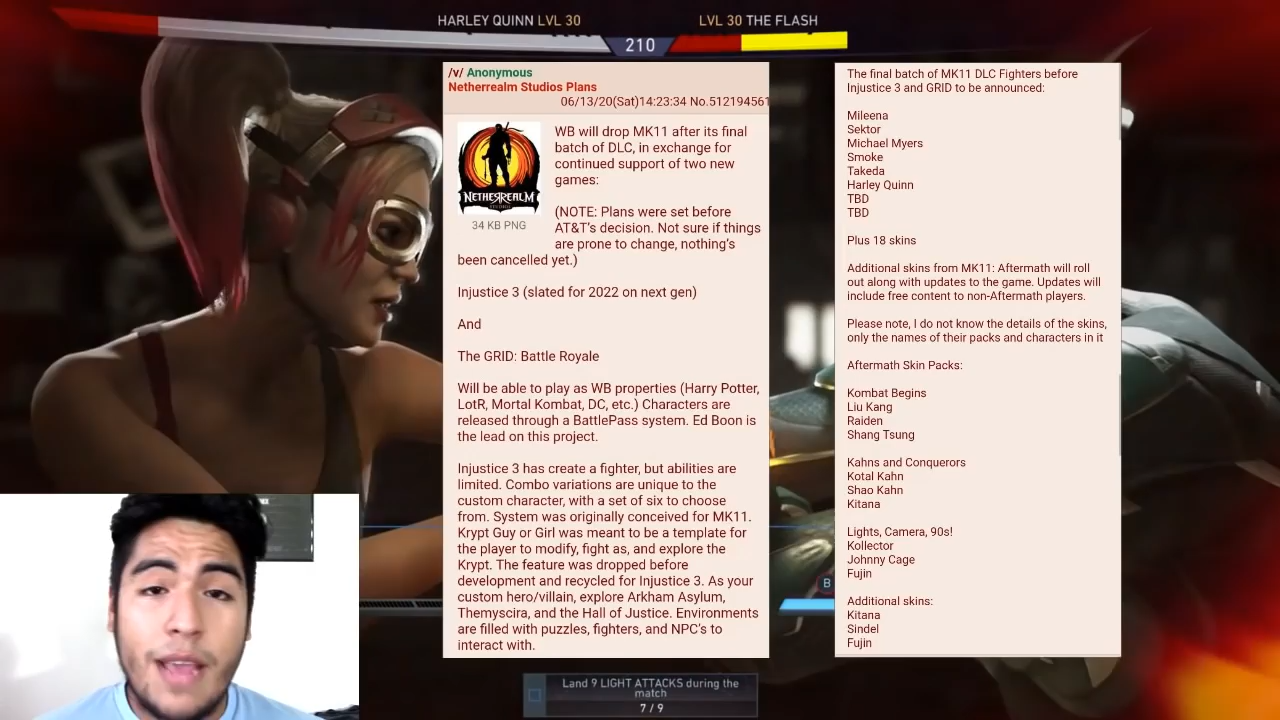 HARLEY QUINN LVL 30
LVL 30 THE FLASH
210
/v/ Anonymous
Netherrealm Studios Plans
06/13/20(Sat)14:23:34 No.512194561
NETHERREALM
34 KB PNG
WB will drop MK11 after its final
batch of DLC, in exchange for
continued support of two new
games:
(NOTE: Plans were set before
AT&T's decision. Not sure if things
are prone to change, nothing's
been cancelled yet.)
Injustice 3 (slated for 2022 on next gen)
And
The GRID: Battle Royale
Will be able to play as WB properties (Harry Potter,
LotR, Mortal Kombat, DC, etc.) Characters are
released through a BattlePass system. Ed Boon is
the lead on this project.
Injustice 3 has create a fighter, but abilities are
limited. Combo variations are unique to the
custom character, with a set of six to choose
from. System was originally conceived for MK11.
Krypt Guy or Girl was meant to be a template for
the player to modify, fight as, and explore the
Krypt. The feature was dropped before
development and recycled for Injustice 3. As your
custom hero/villain, explore Arkham Asylum,
Themyscira, and the Hall of Justice. Environments
are filled with puzzles, fighters, and NPC's to
interact with.
The final batch of MK11 DLC Fighters before
Injustice 3 and GRID to be announced:
Mileena
Sektor
Michael Myers
Smoke
Takeda
Harley Quinn
TBD
TBD
Plus 18 skins
Additional skins from MK11: Aftermath will roll
out along with updates to the game. Updates will
include free content to non-Aftermath players.
Please note, I do not know the details of the skins,
only the names of their packs and characters in it
Aftermath Skin Packs:
Kombat Begins
Liu Kang
Raiden
Shang Tsung
Kahns and Conquerors
Kotal Kahn
Shao Kahn
Kitana
Lights, Camera, 90s!
Kollector
Johnny Cage
Fujin
Additional skins:
Kitana
Sindel
Fujin
B
Land 9 LIGHT ATTACKS during the
match
7 / 9